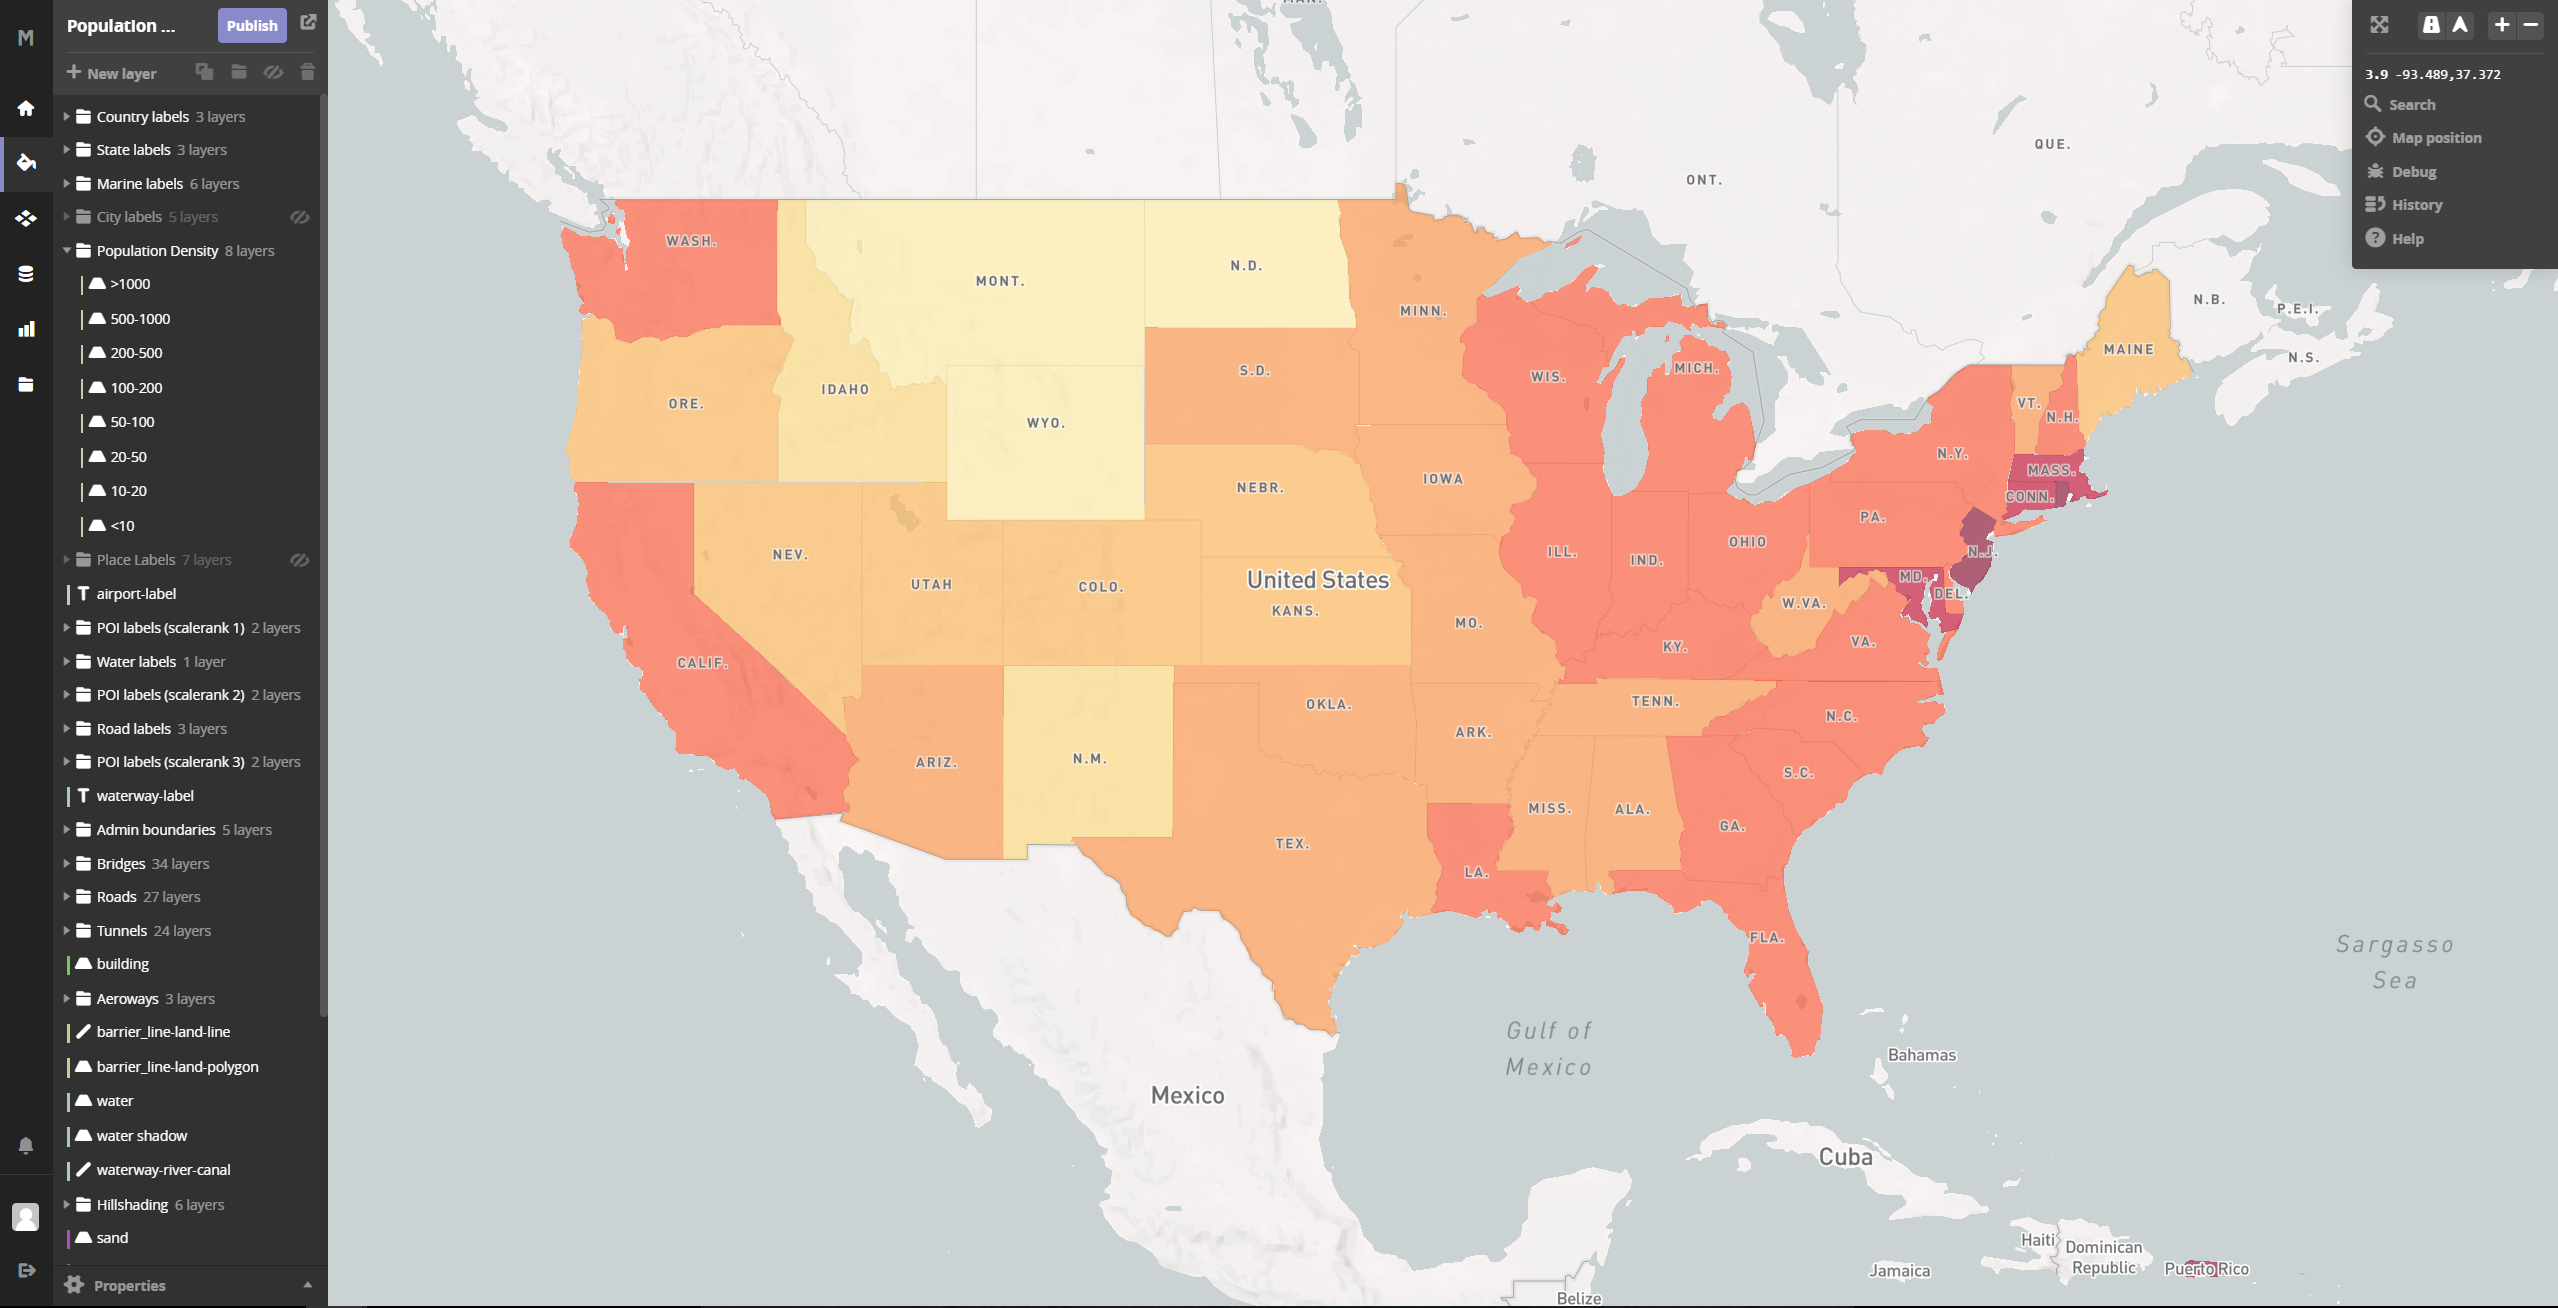 M
Population ...
Publish
New layer
Country labels 3 layers
State labels 3 layers
Marine labels 6 layers
City labels 5 layers
Population Density 8 layers
>1000
500-1000
200-500
100-200
50-100
20-50
10-20
<10
Place Labels 7 layers
airport-label
POI labels (scalerank 1) 2 layers
Water labels 1 layer
POI labels (scalerank 2) 2 layers
Road labels 3 layers
POI labels (scalerank 3) 2 layers
waterway-label
Admin boundaries 5 layers
Bridges 34 layers
Roads 27 layers
Tunnels 24 layers
building
Aeroways 3 layers
barrier_line-land-line
barrier_line-land-polygon
water
water shadow
waterway-river-canal
Hillshading 6 layers
sand
Properties
3.9 -93.489,37.372
Search
Map position
Debug
History
Help
MAN.
QUE.
ONT.
WASH.
N.D.
MONT.
MINN.
N.B.
P.E.I.
MAINE
N.S.
S.D.
MICH.
WIS.
IDAHO
ORE.
VT.
N.H.
WYO.
N.Y.
MASS.
IOWA
NEBR.
CONN.
PA.
OHIO
NEV.
ILL.
IND.
N.J.
MD.
United States
UTAH
COLO.
DEL.
W.VA.
KANS.
MO.
VA.
KY.
CALIF.
TENN.
OKLA.
N.C.
ARK.
N.M.
ARIZ.
S.C.
MISS.
ALA.
GA.
TEX.
LA.
FLA.
Sargasso
Sea
Gulf of
Mexico
Bahamas
Mexico
Cuba
Haiti
Dominican
Republic
Jamaica
Puerto Rico
Belize